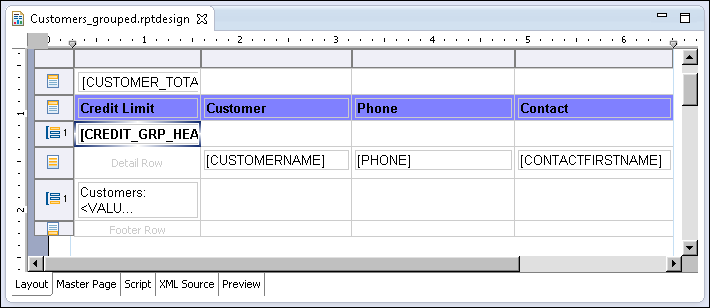 Customers_grouped.rptdesign
0 1 2 3 4 5 6
[CUSTOMER_TOTA
1
Credit Limit Customer Phone Contact
1 [CREDIT_GRP_HEA
Detail Row [CUSTOMERNAME] [PHONE] [CONTACTFIRSTNAME]
1 Customers:
<VALU...
2
Footer Row
Layout Master Page Script XML Source Preview